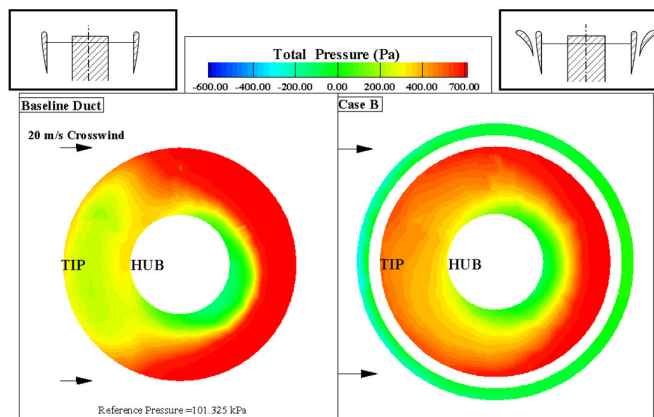 Total Pressure (Pa)
-600.00 -400.00 -200.00 0.00 200.00 400.00 700.00
Baseline Duct
Case B
20 m/s Crosswind
TIP HUB
TIP HUB
Reference Pressure =101.325 kPa